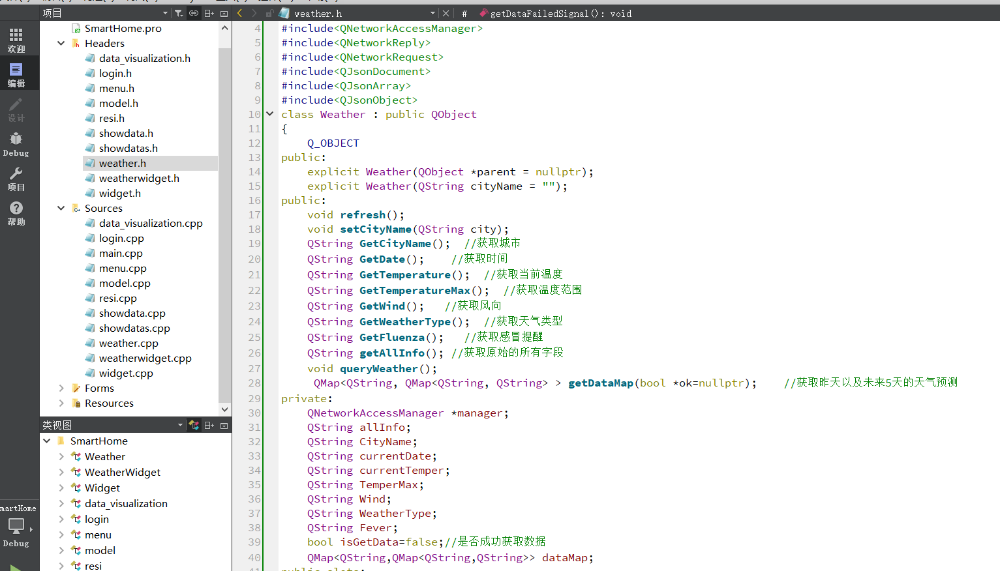 项目
weather.h
#
getDataFailedSignal(): void
欢迎
编辑
设计
Debug
项目
帮助
martHome
Debug
SmartHome.pro
Headers
data_visualization.h
login.h
menu.h
model.h
resi.h
showdata.h
showdatas.h
weather.h
weatherwidget.h
widget.h
Sources
data_visualization.cpp
login.cpp
main.cpp
menu.cpp
model.cpp
resi.cpp
showdata.cpp
showdatas.cpp
weather.cpp
weatherwidget.cpp
widget.cpp
Forms
Resources
类视图
SmartHome
Weather
WeatherWidget
Widget
data_visualization
login
menu
model
resi
4 #include<QNetworkAccessManager>
5 #include<QNetworkReply>
6 #include<QNetworkRequest>
7 #include<QJsonDocument>
8 #include<QJsonArray>
9 #include<QJsonObject>
10 class Weather : public QObject
11 {
12 Q_OBJECT
13 public:
14 explicit Weather(QObject *parent = nullptr);
15 explicit Weather(QString cityName = "");
16 public:
17 void refresh();
18 void setCityName(QString city);
19 QString GetCityName(); //获取城市
20 QString GetDate(); //获取时间
21 QString GetTemperature(); //获取当前温度
22 QString GetTemperatureMax(); //获取温度范围
23 QString GetWind(); //获取风向
24 QString GetWeatherType(); //获取天气类型
25 QString GetFluenza(); //获取感冒提醒
26 QString getAllInfo(); //获取原始的所有字段
27 void queryWeather();
28 QMap<QString, QMap<QString, QString> > getDataMap(bool *ok=nullptr); //获取昨天以及未来5天的天气预测
29 private:
30 QNetworkAccessManager *manager;
31 QString allInfo;
32 QString CityName;
33 QString currentDate;
34 QString currentTemper;
35 QString TemperMax;
36 QString Wind;
37 QString WeatherType;
38 QString Fever;
39 bool isGetData=false;//是否成功获取数据
40 QMap<QString,QMap<QString,QString>> dataMap;